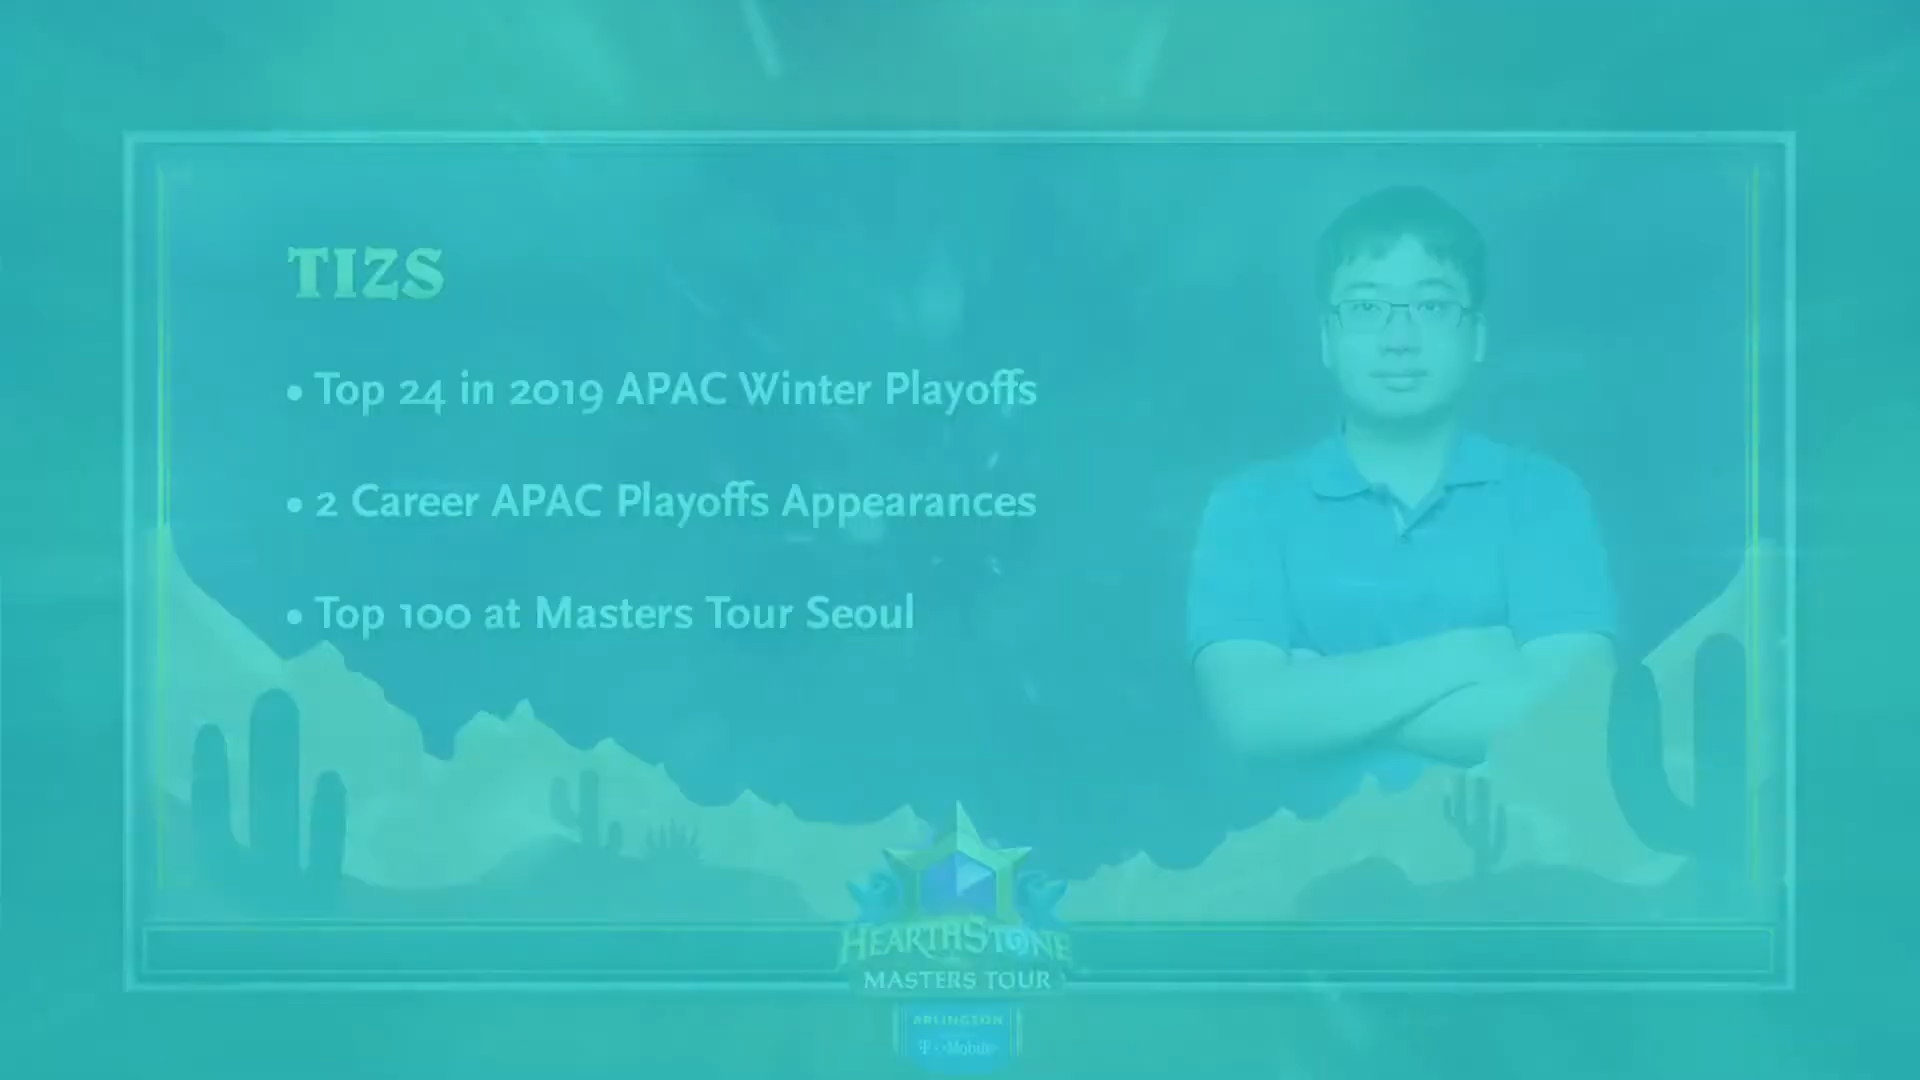 TIZS
• Top 24 in 2019 APAC Winter Playoffs
• 2 Career APAC Playoffs Appearances
• Top 100 at Masters Tour Seoul
HEARTHSTONE
MASTERS TOUR
ARLINGTON
T-Mobile